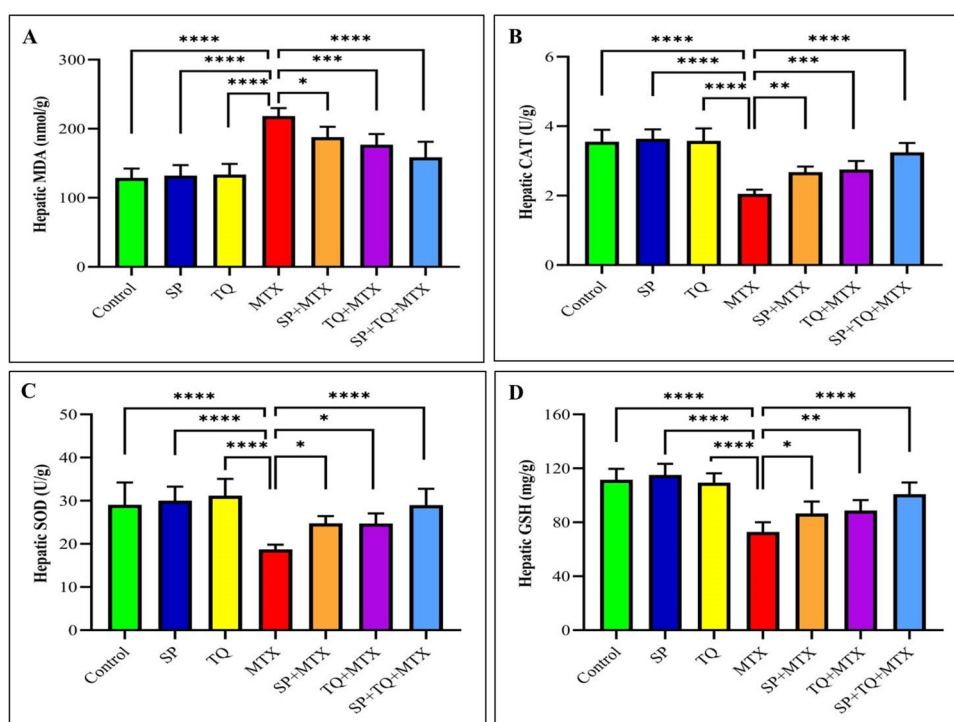 A
**** ****
**** ***
**** *
Hepatic MDA (nmol/g)
300
200
100
0
Control SP TQ MTX SP+MTX TQ+MTX SP+TQ+MTX
B
**** ****
**** ***
**** **
Hepatic CAT (U/g)
6
4
2
0
Control SP TQ MTX SP+MTX TQ+MTX SP+TQ+MTX
C
**** ****
**** *
**** *
Hepatic SOD (U/g)
50
40
30
20
10
0
Control SP TQ MTX SP+MTX TQ+MTX SP+TQ+MTX
D
**** ****
**** **
**** *
Hepatic GSH (mg/g)
160
120
80
40
0
Control SP TQ MTX SP+MTX TQ+MTX SP+TQ+MTX